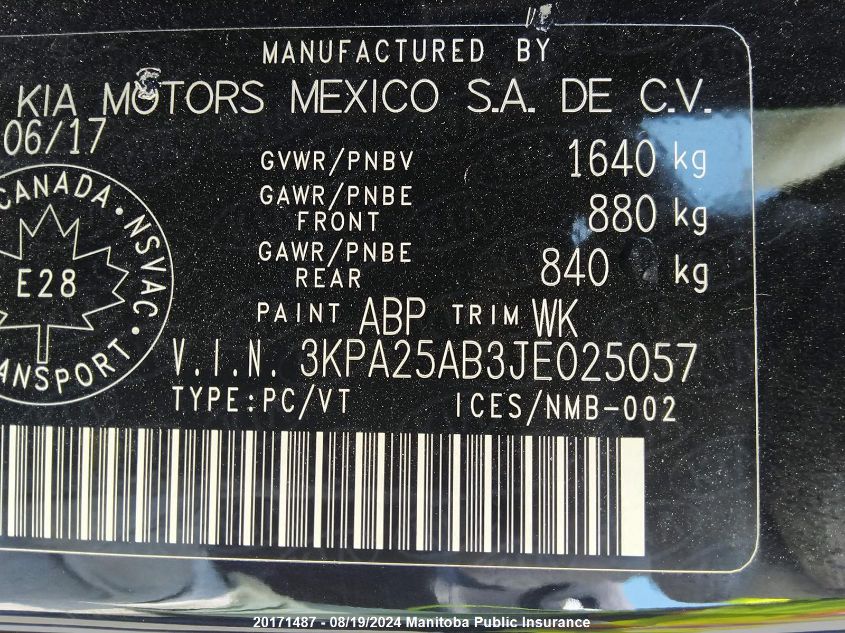 MANUFACTURED BY
KIA MOTORS MEXICO S.A. DE C.V.
06/17
GVWR/PNBV 1640 kg
GAWR/PNBE FRONT 880 kg
GAWR/PNBE REAR 840 kg
CANADA • NSVAC •
E28
PAINT ABP TRIM WK
V.I.N. 3KPA25AB3JE025057
TYPE:PC/VT ICES/NMB-002
20171487 - 08/19/2024 Manitoba Public Insurance